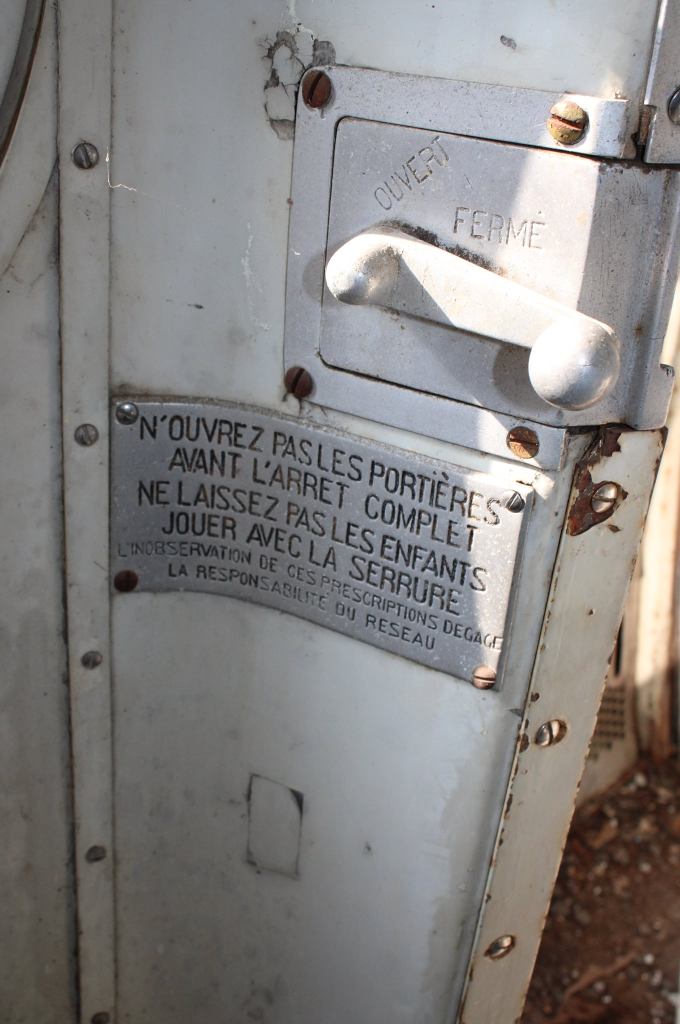 OUVERT
FERMÉ
N'OUVREZ PAS LES PORTIÈRES
AVANT L'ARRET COMPLET
NE LAISSEZ PAS LES ENFANTS
JOUER AVEC LA SERRURE
L'INOBSERVATION DE CES PRESCRIPTIONS DEGAGE
LA RESPONSABILITÉ DU RESEAU